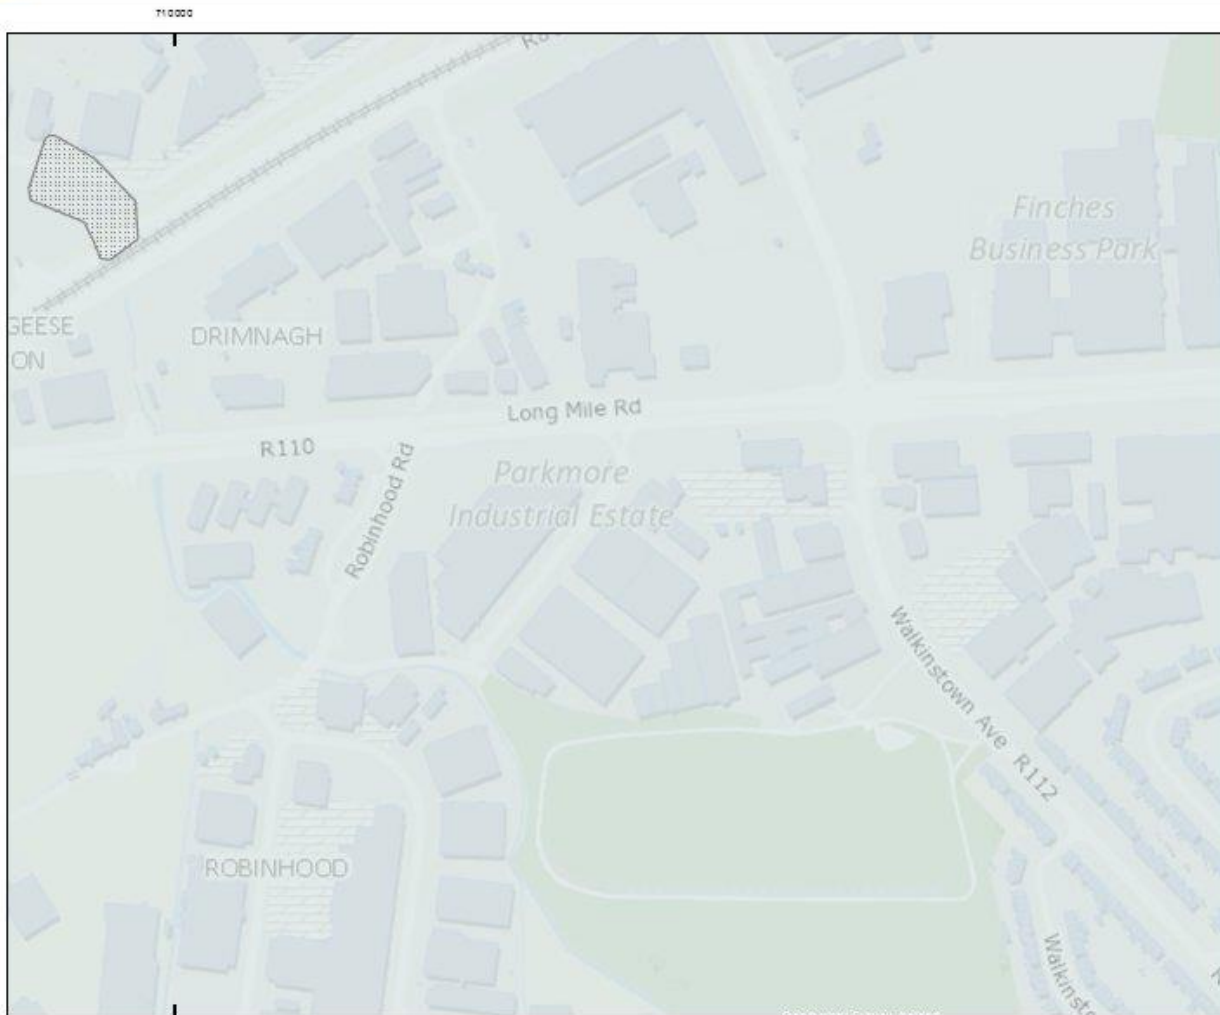 710000
Finches
Business Park
GEESE
ON
DRIMNAGH
Long Mile Rd
R110
Parkmore
Industrial Estate
Robinhood Rd
Walkinstown Ave R112
ROBINHOOD
Walkinst